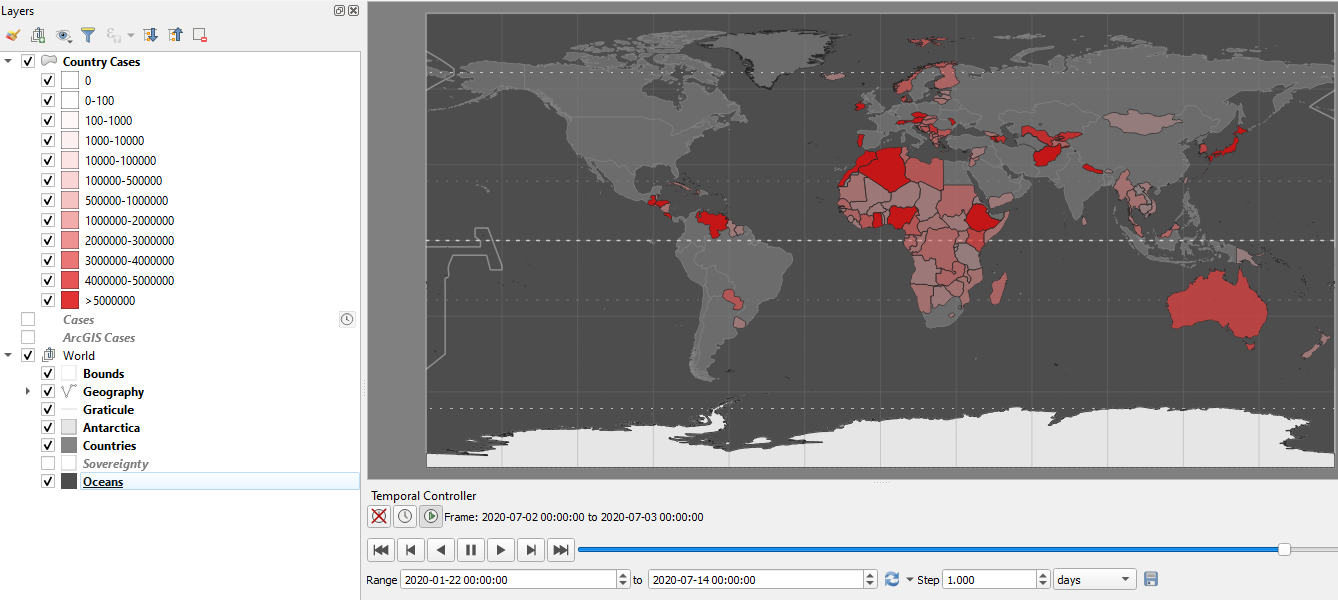 Layers
Country Cases
0
0-100
100-1000
1000-10000
10000-100000
100000-500000
500000-1000000
1000000-2000000
2000000-3000000
3000000-4000000
4000000-5000000
>5000000
Cases
ArcGIS Cases
World
Bounds
Geography
Graticule
Antarctica
Countries
Sovereignty
Oceans
Temporal Controller
Frame: 2020-07-02 00:00:00 to 2020-07-03 00:00:00
Range 2020-01-22 00:00:00 to 2020-07-14 00:00:00 Step 1.000 days